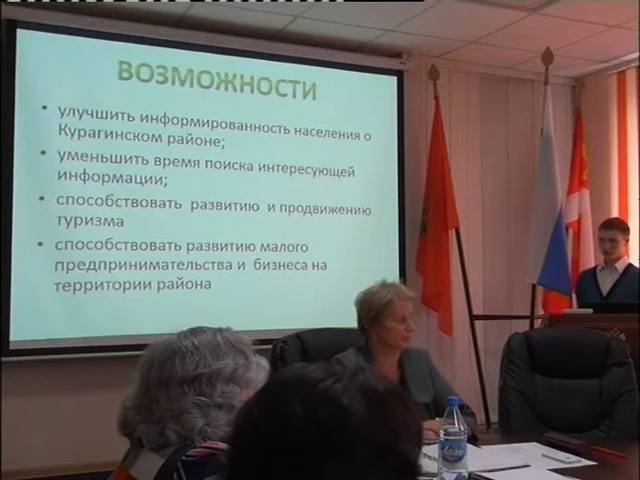 ВОЗМОЖНОСТИ
• улучшить информированность населения о
Курагинском районе;
• уменьшить время поиска интересующей
информации;
• способствовать развитию и продвижению
туризма
• способствовать развитию малого
предпринимательства и бизнеса на
территории района